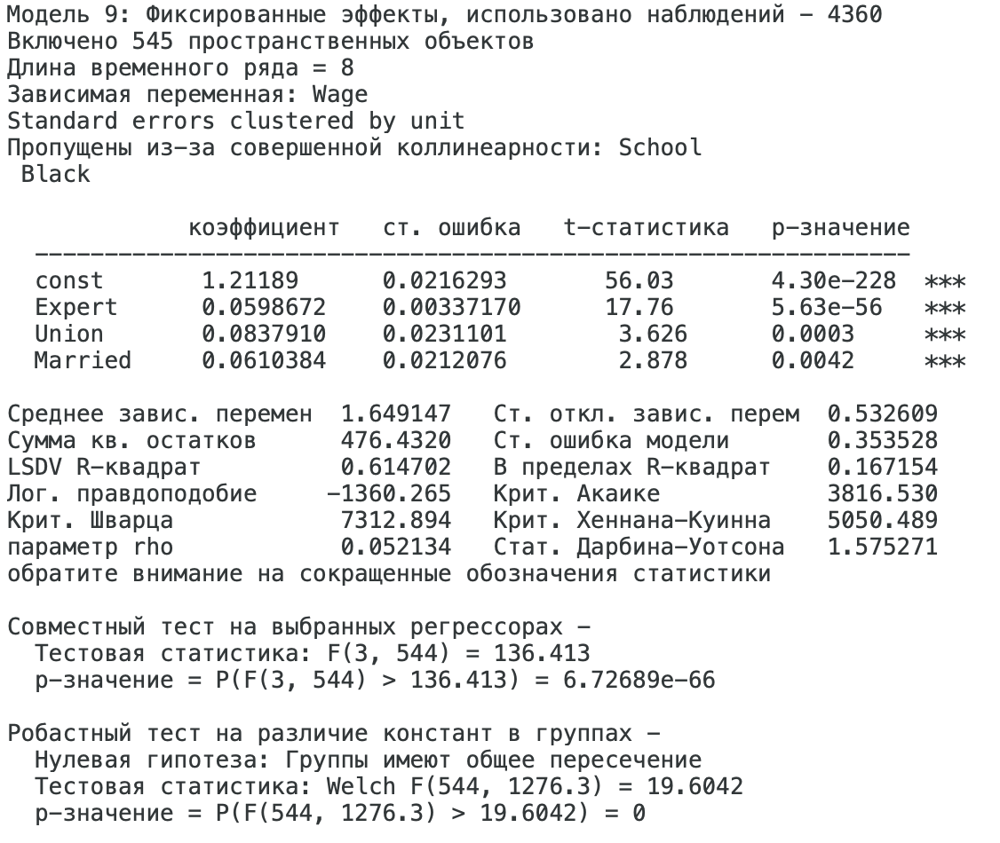 Модель 9: Фиксированные эффекты, использовано наблюдений – 4360
Включено 545 пространственных объектов
Длина временного ряда = 8
Зависимая переменная: Wage
Standard errors clustered by unit
Пропущены из–за совершенной коллинеарности: School
 Black

             коэффициент   ст. ошибка   t–статистика   p–значение
  ---------------------------------------------------------------
  const       1.21189      0.0216293       56.03       4.30e–228  ***
  Expert      0.0598672    0.00337170      17.76       5.63e–56   ***
  Union       0.0837910    0.0231101        3.626      0.0003     ***
  Married     0.0610384    0.0212076        2.878      0.0042     ***

Среднее завис. перемен  1.649147   Ст. откл. завис. перем  0.532609
Сумма кв. остатков      476.4320   Ст. ошибка модели       0.353528
LSDV R–квадрат          0.614702   В пределах R–квадрат    0.167154
Лог. правдоподобие     –1360.265   Крит. Акаике            3816.530
Крит. Шварца            7312.894   Крит. Хеннана–Куинна    5050.489
параметр rho            0.052134   Стат. Дарбина–Уотсона   1.575271
обратите внимание на сокращенные обозначения статистики

Совместный тест на выбранных регрессорах –
  Тестовая статистика: F(3, 544) = 136.413
  p–значение = P(F(3, 544) > 136.413) = 6.72689e–66

Робастный тест на различие констант в группах –
  Нулевая гипотеза: Группы имеют общее пересечение
  Тестовая статистика: Welch F(544, 1276.3) = 19.6042
  p–значение = P(F(544, 1276.3) > 19.6042) = 0